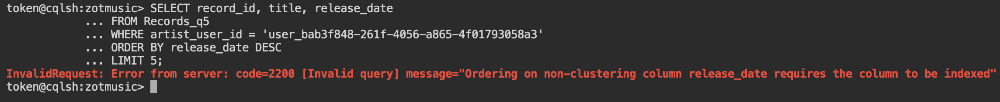 token@cqlsh:zotmusic> SELECT record_id, title, release_date
... FROM Records_q5
... WHERE artist_user_id = 'user_bab3f848-261f-4056-a865-4f01793058a3'
... ORDER BY release_date DESC
... LIMIT 5;
InvalidRequest: Error from server: code=2200 [Invalid query] message="Ordering on non-clustering column release_date requires the column to be indexed"
token@cqlsh:zotmusic>